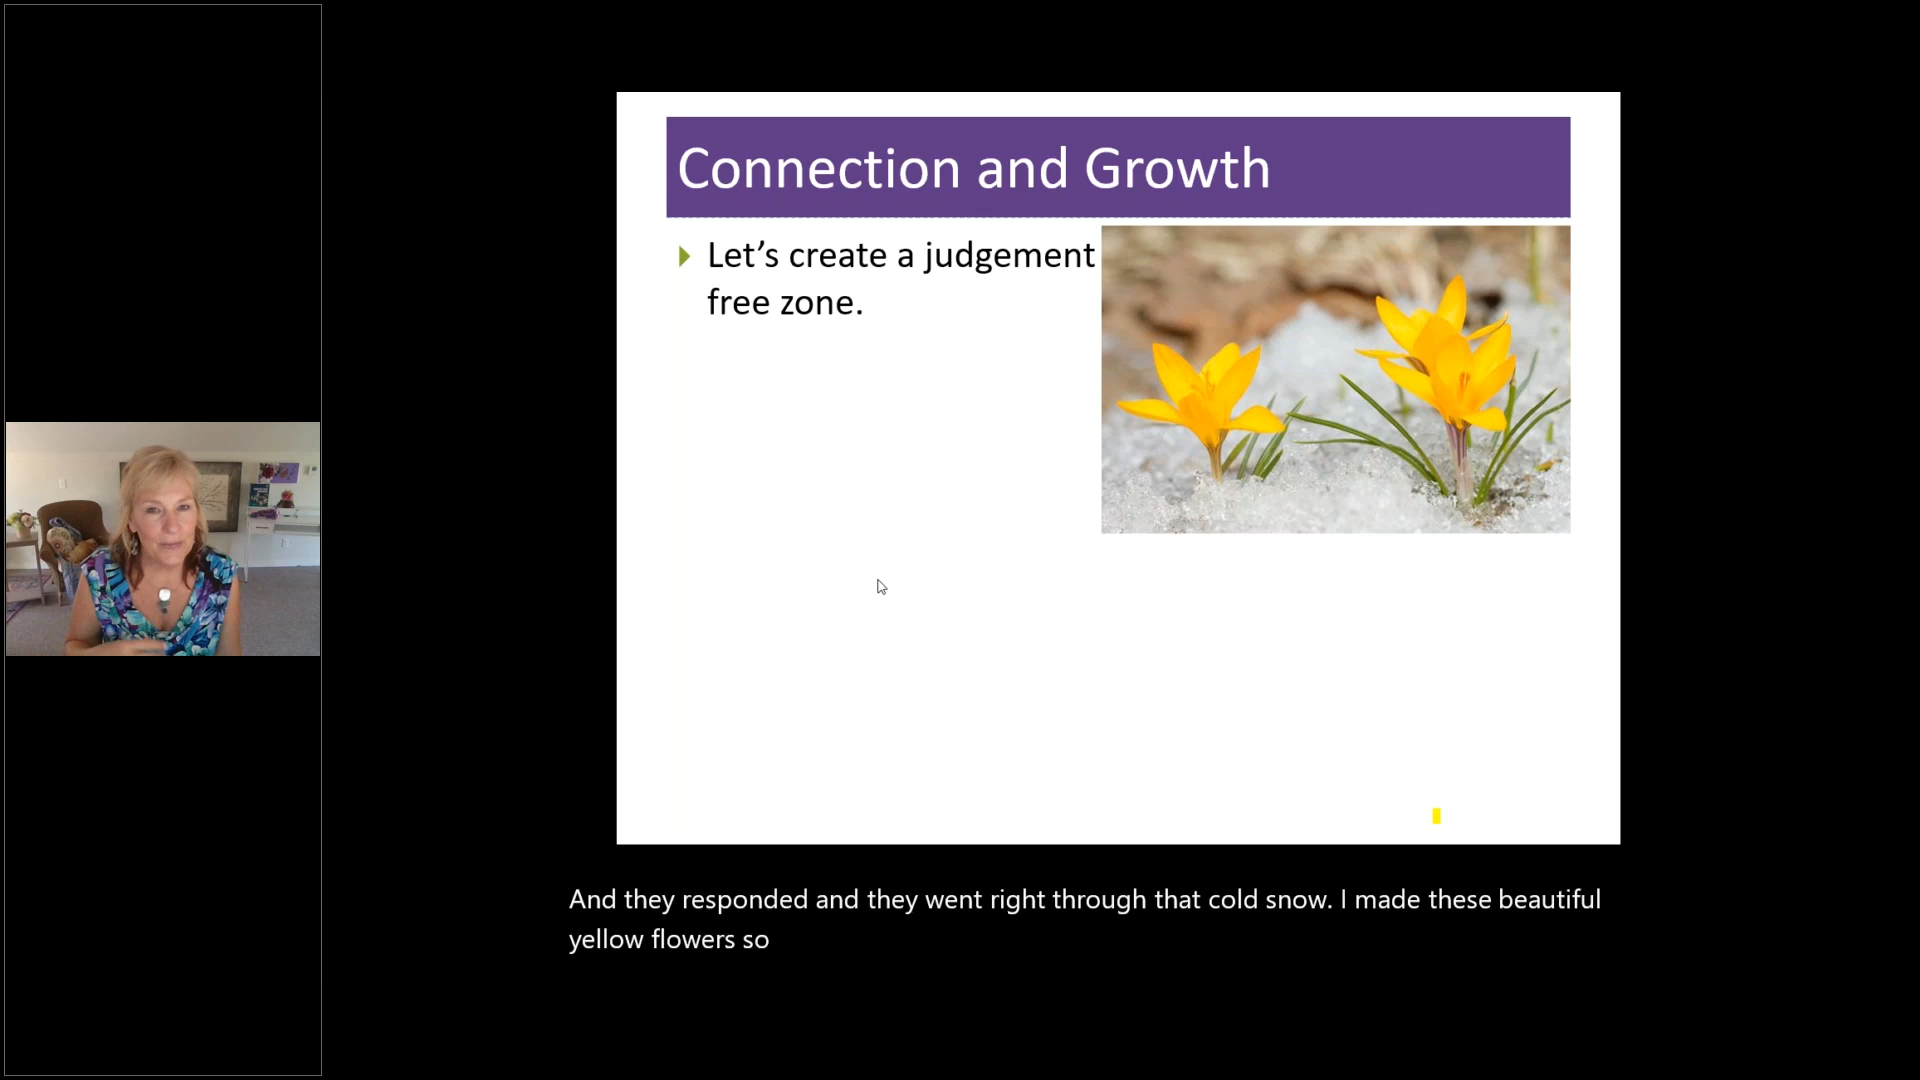 Connection and Growth
Let’s create a judgement
free zone.
And they responded and they went right through that cold snow. I made these beautiful
yellow flowers so